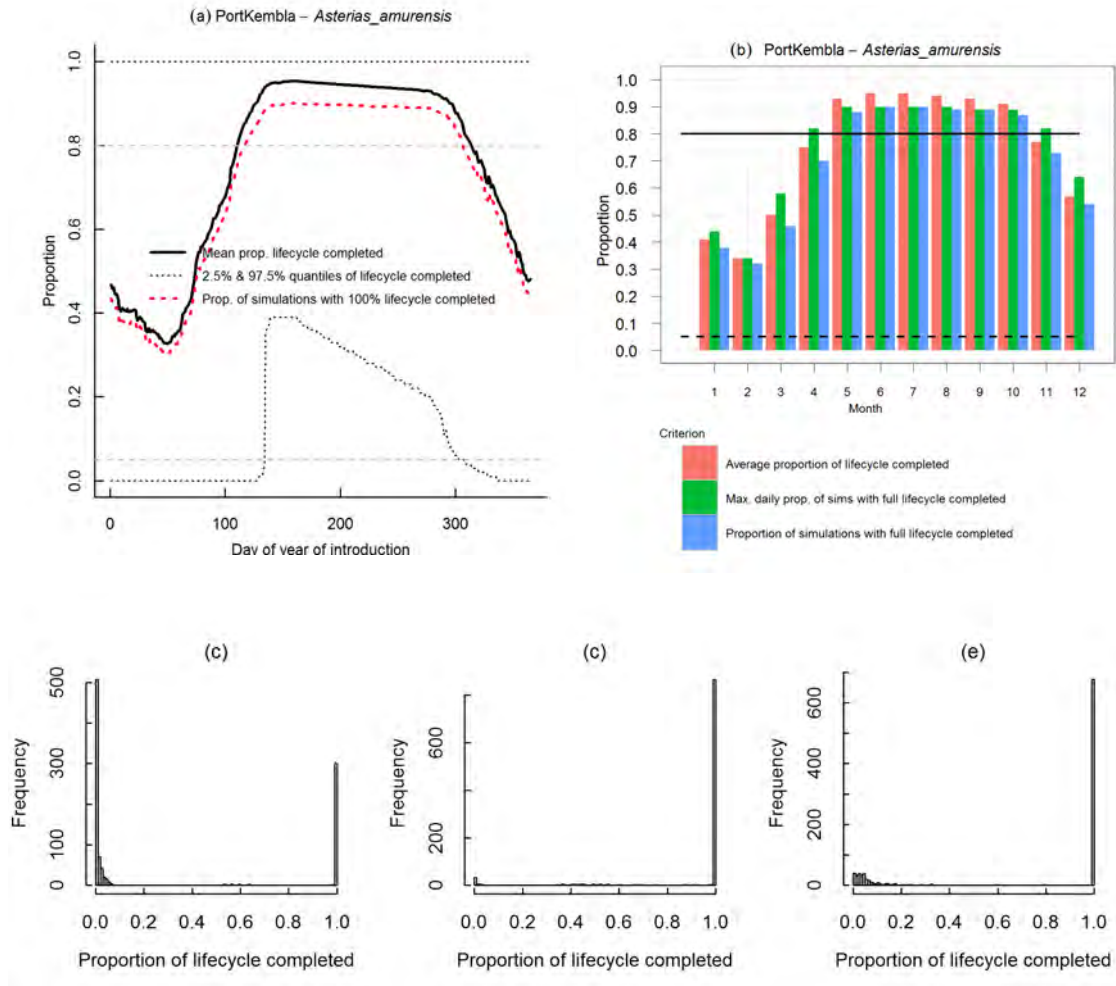 (a) PortKembla – Asterias_amurensis
Proportion
1.0
0.8
0.6
0.4
0.2
0.0
Mean prop. lifecycle completed
2.5% & 97.5% quantiles of lifecycle completed
Prop. of simulations with 100% lifecycle completed
0 100 200 300
Day of year of introduction
(b) PortKembla – Asterias_amurensis
Proportion
1.0
0.9
0.8
0.7
0.6
0.5
0.4
0.3
0.2
0.1
0.0
1 2 3 4 5 6 7 8 9 10 11 12
Month
Criterion
Average proportion of lifecycle completed
Max. daily prop. of sims with full lifecycle completed
Proportion of simulations with full lifecycle completed
(c)
Frequency
500
300
100
0
0.0 0.2 0.4 0.6 0.8 1.0
Proportion of lifecycle completed
(c)
Frequency
600
200
0
0.0 0.2 0.4 0.6 0.8 1.0
Proportion of lifecycle completed
(e)
Frequency
600
400
200
0
0.0 0.2 0.4 0.6 0.8 1.0
Proportion of lifecycle completed